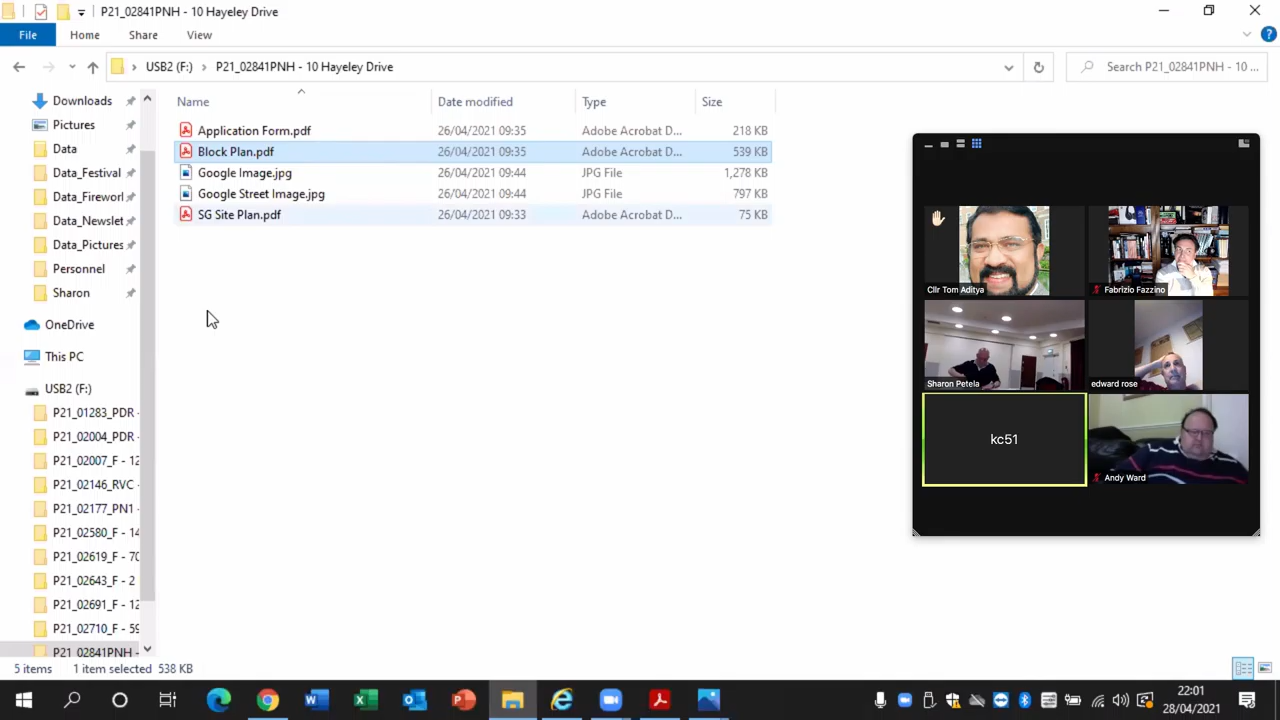 P21_02841PNH - 10 Hayeley Drive
File Home Share View
USB2 (F:) P21_02841PNH - 10 Hayeley Drive
Search P21_02841PNH - 10 ...
Name Date modified Type Size
Application Form.pdf 26/04/2021 09:35 Adobe Acrobat D... 218 KB
Block Plan.pdf 26/04/2021 09:35 Adobe Acrobat D... 539 KB
Google Image.jpg 26/04/2021 09:44 JPG File 1,278 KB
Google Street Image.jpg 26/04/2021 09:44 JPG File 797 KB
SG Site Plan.pdf 26/04/2021 09:33 Adobe Acrobat D... 75 KB
Downloads
Pictures
Data
Data_Festival
Data_Firewor
Data_Newslet
Data_Pictures
Personnel
Sharon
OneDrive
This PC
USB2 (F:)
P21_01283_PDR -
P21_02004_PDR -
P21_02007_F - 12
P21_02146_RVC -
P21_02177_PN1 -
P21_02580_F - 14
P21_02619_F - 70
P21_02643_F - 2
P21_02691_F - 12
P21_02710_F - 59
P21_02841PNH -
Cllr Tom Aditya
Fabrizio Fazzino
Sharon Petela
edward rose
kc51
Andy Ward
5 items 1 item selected 538 KB
22:01
28/04/2021